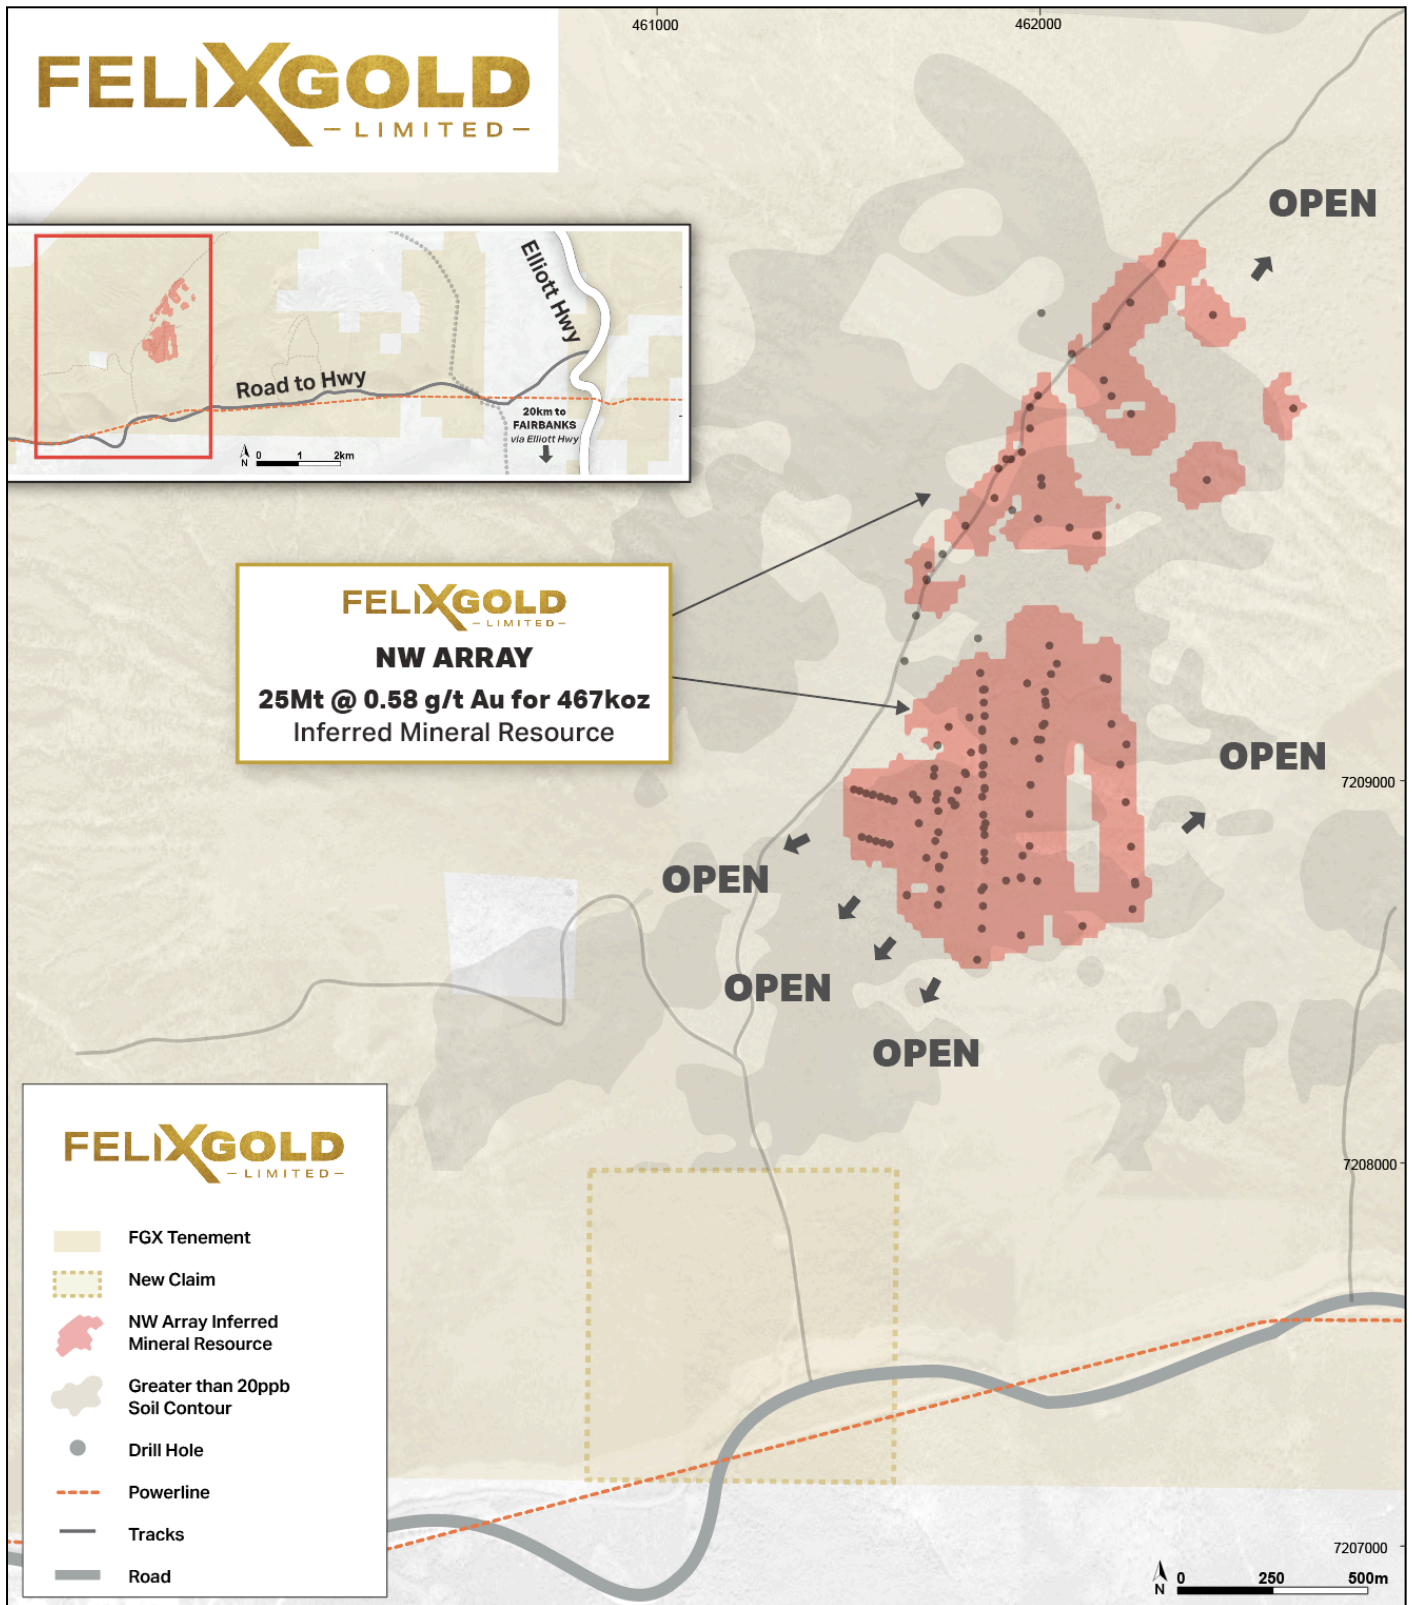 461000
462000
FELIXGOLD
– LIMITED –
OPEN
Elliott Hwy
Road to Hwy
20km to
FAIRBANKS
via Elliott Hwy
N
0 1 2km
FELIXGOLD
– LIMITED –
NW ARRAY
25Mt @ 0.58 g/t Au for 467koz
Inferred Mineral Resource
OPEN
7209000
OPEN
OPEN
OPEN
7208000
FELIXGOLD
– LIMITED –
FGX Tenement
New Claim
NW Array Inferred
Mineral Resource
Greater than 20ppb
Soil Contour
Drill Hole
Powerline
Tracks
Road
7207000
N
0 250 500m